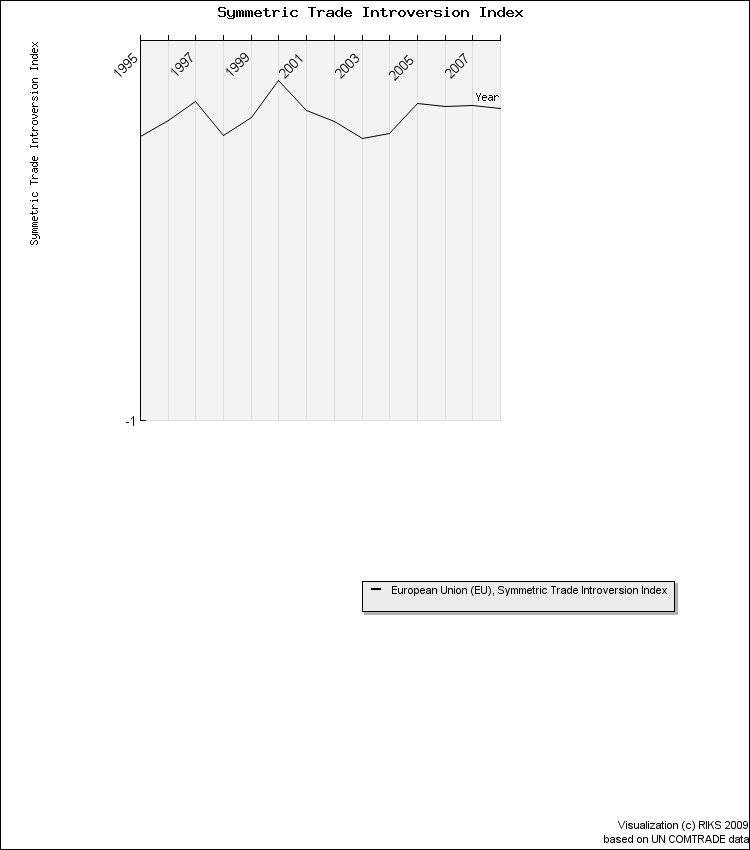 Symmetric Trade Introversion Index
Symmetric Trade Introversion Index
1995
1997
1999
2001
2003
2005
2007
Year
-1
European Union (EU), Symmetric Trade Introversion Index
Visualization (c) RIKS 2009
based on UN COMTRADE data